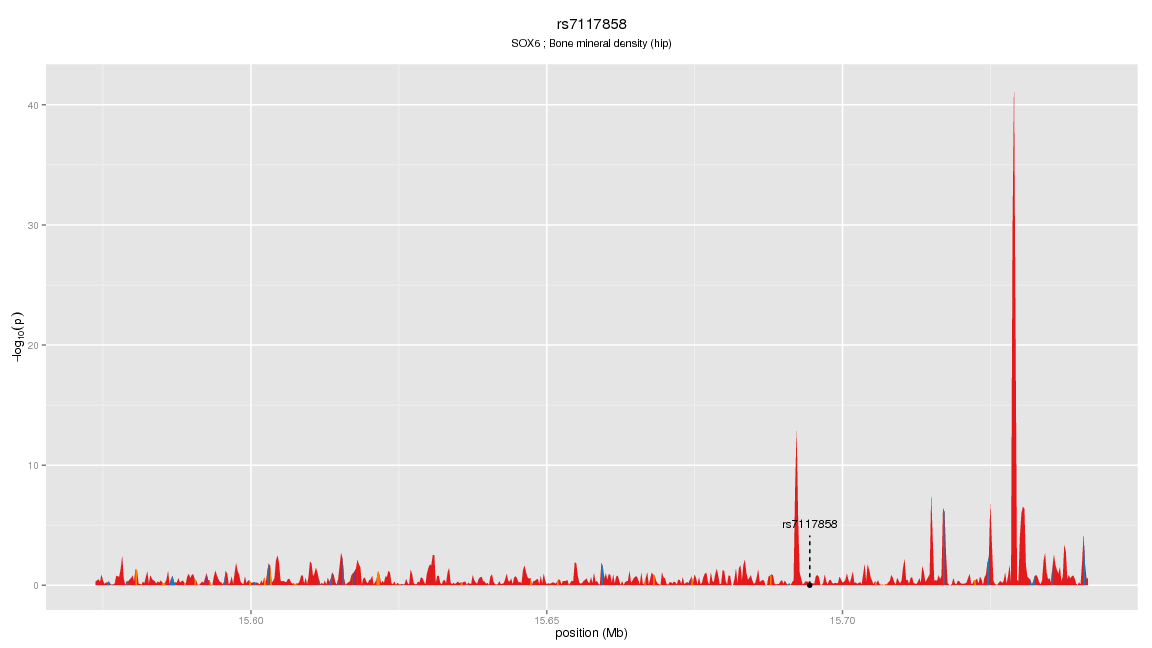 rs7117858
SOX6 ; Bone mineral density (hip)
−log10(p)
40
30
20
10
0
rs7117858
15.60
15.65
15.70
position (Mb)